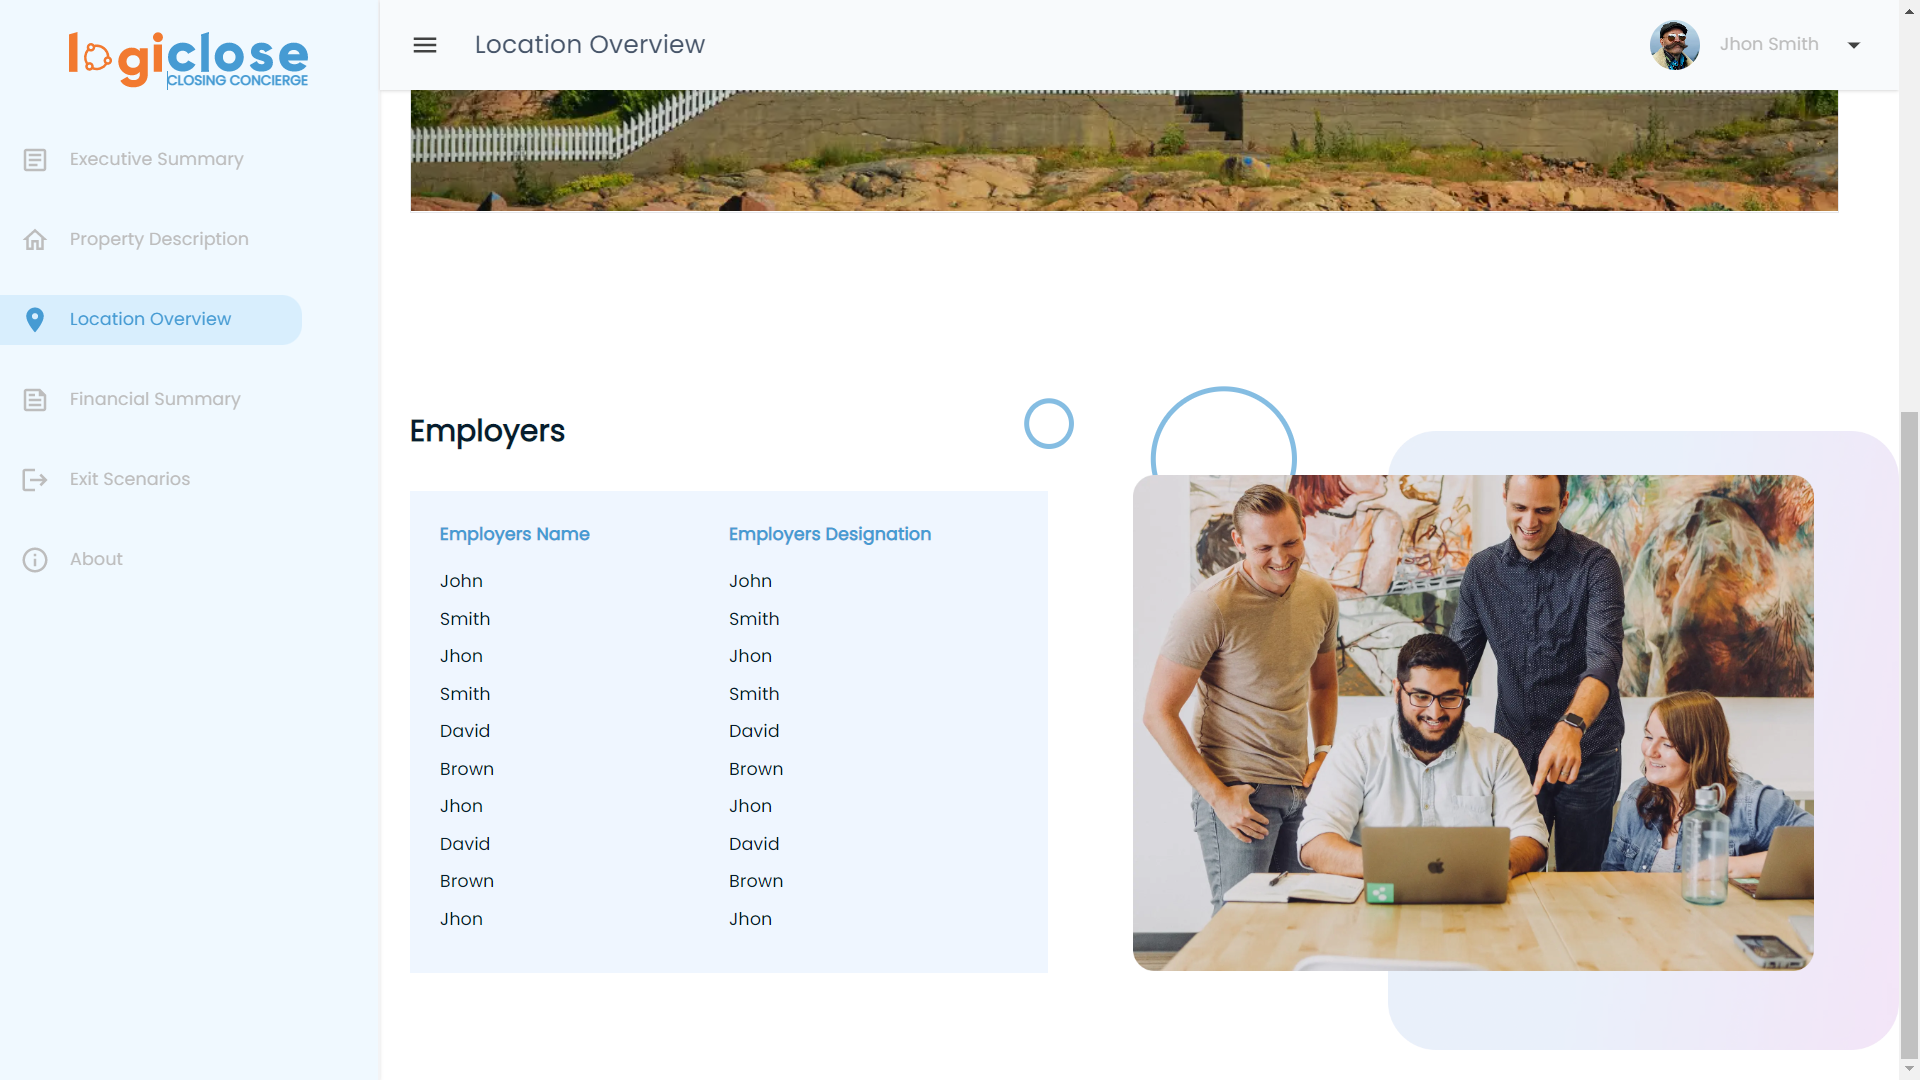 logiclose
CLOSING CONCIERGE
Location Overview
Jhon Smith
Executive Summary
Property Description
Location Overview
Financial Summary
Exit Scenarios
About
Employers
Employers Name Employers Designation
John John
Smith Smith
Jhon Jhon
Smith Smith
David David
Brown Brown
Jhon Jhon
David David
Brown Brown
Jhon Jhon